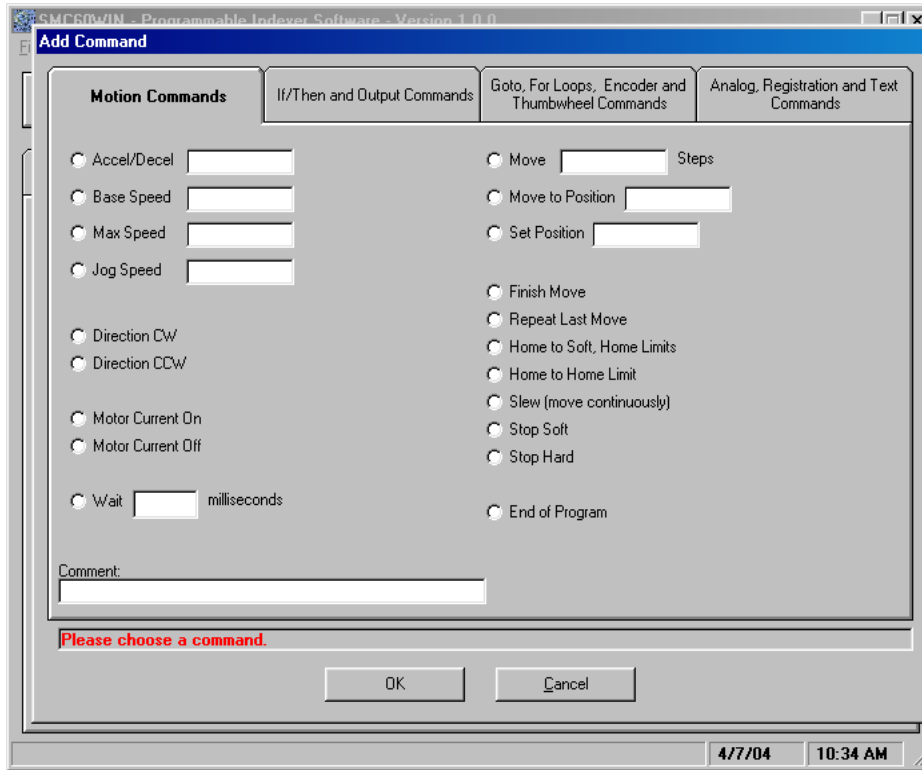 SMC60WIN - Programmable Indexer Software - Version 1.0.0
Add Command
Motion Commands
If/Then and Output Commands
Goto, For Loops, Encoder and
Thumbwheel Commands
Analog, Registration and Text
Commands
Accel/Decel
Base Speed
Max Speed
Jog Speed
Direction CW
Direction CCW
Motor Current On
Motor Current Off
Wait milliseconds
Move Steps
Move to Position
Set Position
Finish Move
Repeat Last Move
Home to Soft, Home Limits
Home to Home Limit
Slew (move continuously)
Stop Soft
Stop Hard
End of Program
Comment:
Please choose a command.
OK
Cancel
4/7/04
10:34 AM